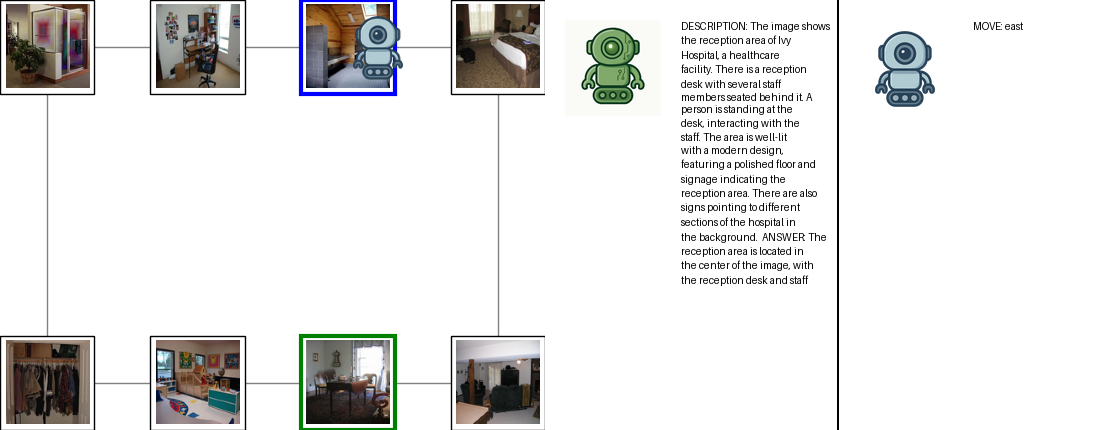 DESCRIPTION: The image shows
the reception area of Ivy
Hospital, a healthcare
facility. There is a reception
desk with several staff
members seated behind it. A
person is standing at the
desk, interacting with the
staff. The area is well-lit
with a modern design,
featuring a polished floor and
signage indicating the
reception area. There are also
signs pointing to different
sections of the hospital in
the background. ANSWER: The
reception area is located in
the center of the image, with
the reception desk and staff
MOVE: east